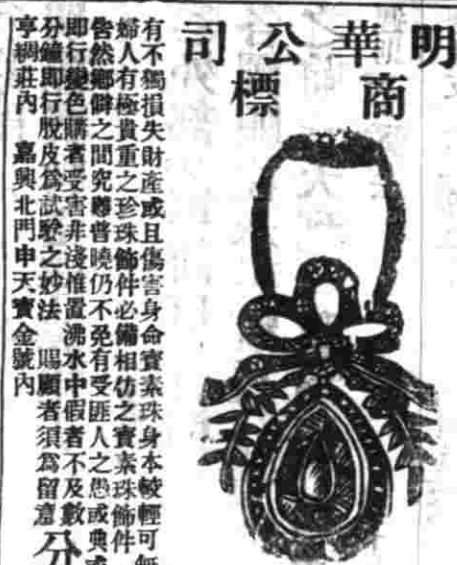 明華公司
商標
有不獨損失財產或且傷害身命寶素珠身本較輕可無
婦人有極貴重之珍珠飾件必備相仿之寶素珠飾件
告然鄉僻之間究難普曉仍不免有受匪人之愚或典或
即行變色購者受害非淺惟置沸水中假者不及數
分鐘即行脫皮爲試驗之妙法　賜顧者須爲留意
分
亨綢莊內　嘉興北門申天寶金號內